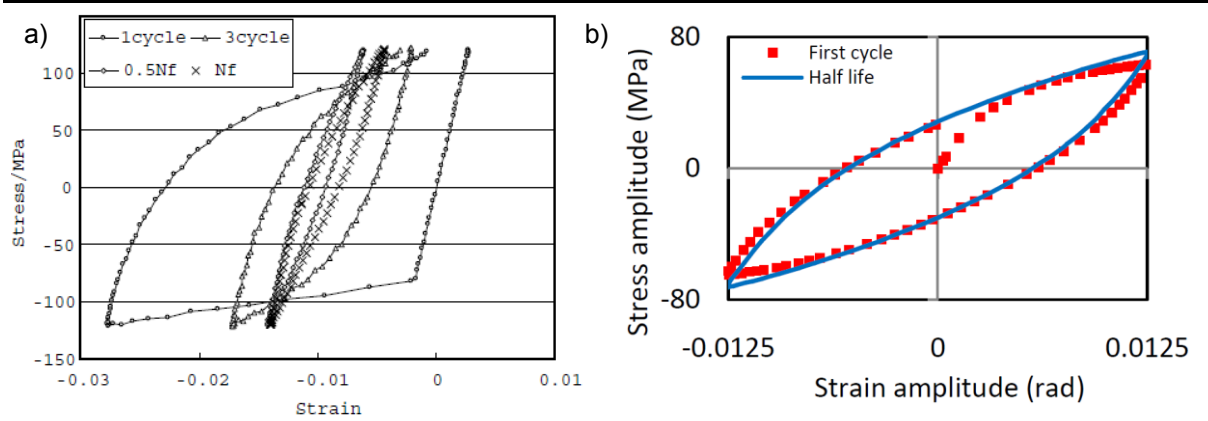 a)
1cycle 3cycle
0.5Nf Nf
100
50
0
-50
-100
-150
-0.03 -0.02 -0.01 0 0.01
Stress/MPa
Strain
b)
First cycle
Half life
80
0
-80
-0.0125 0 0.0125
Stress amplitude (MPa)
Strain amplitude (rad)